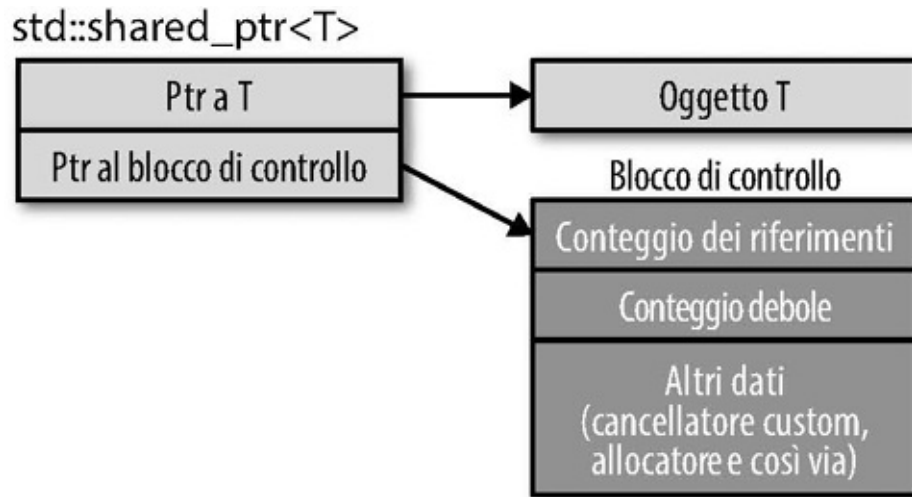 std::shared_ptr<T>
Ptr a T
Ptr al blocco di controllo
Oggetto T
Blocco di controllo
Conteggio dei riferimenti
Conteggio debole
Altri dati
(cancellatore custom,
allocatore e così via)